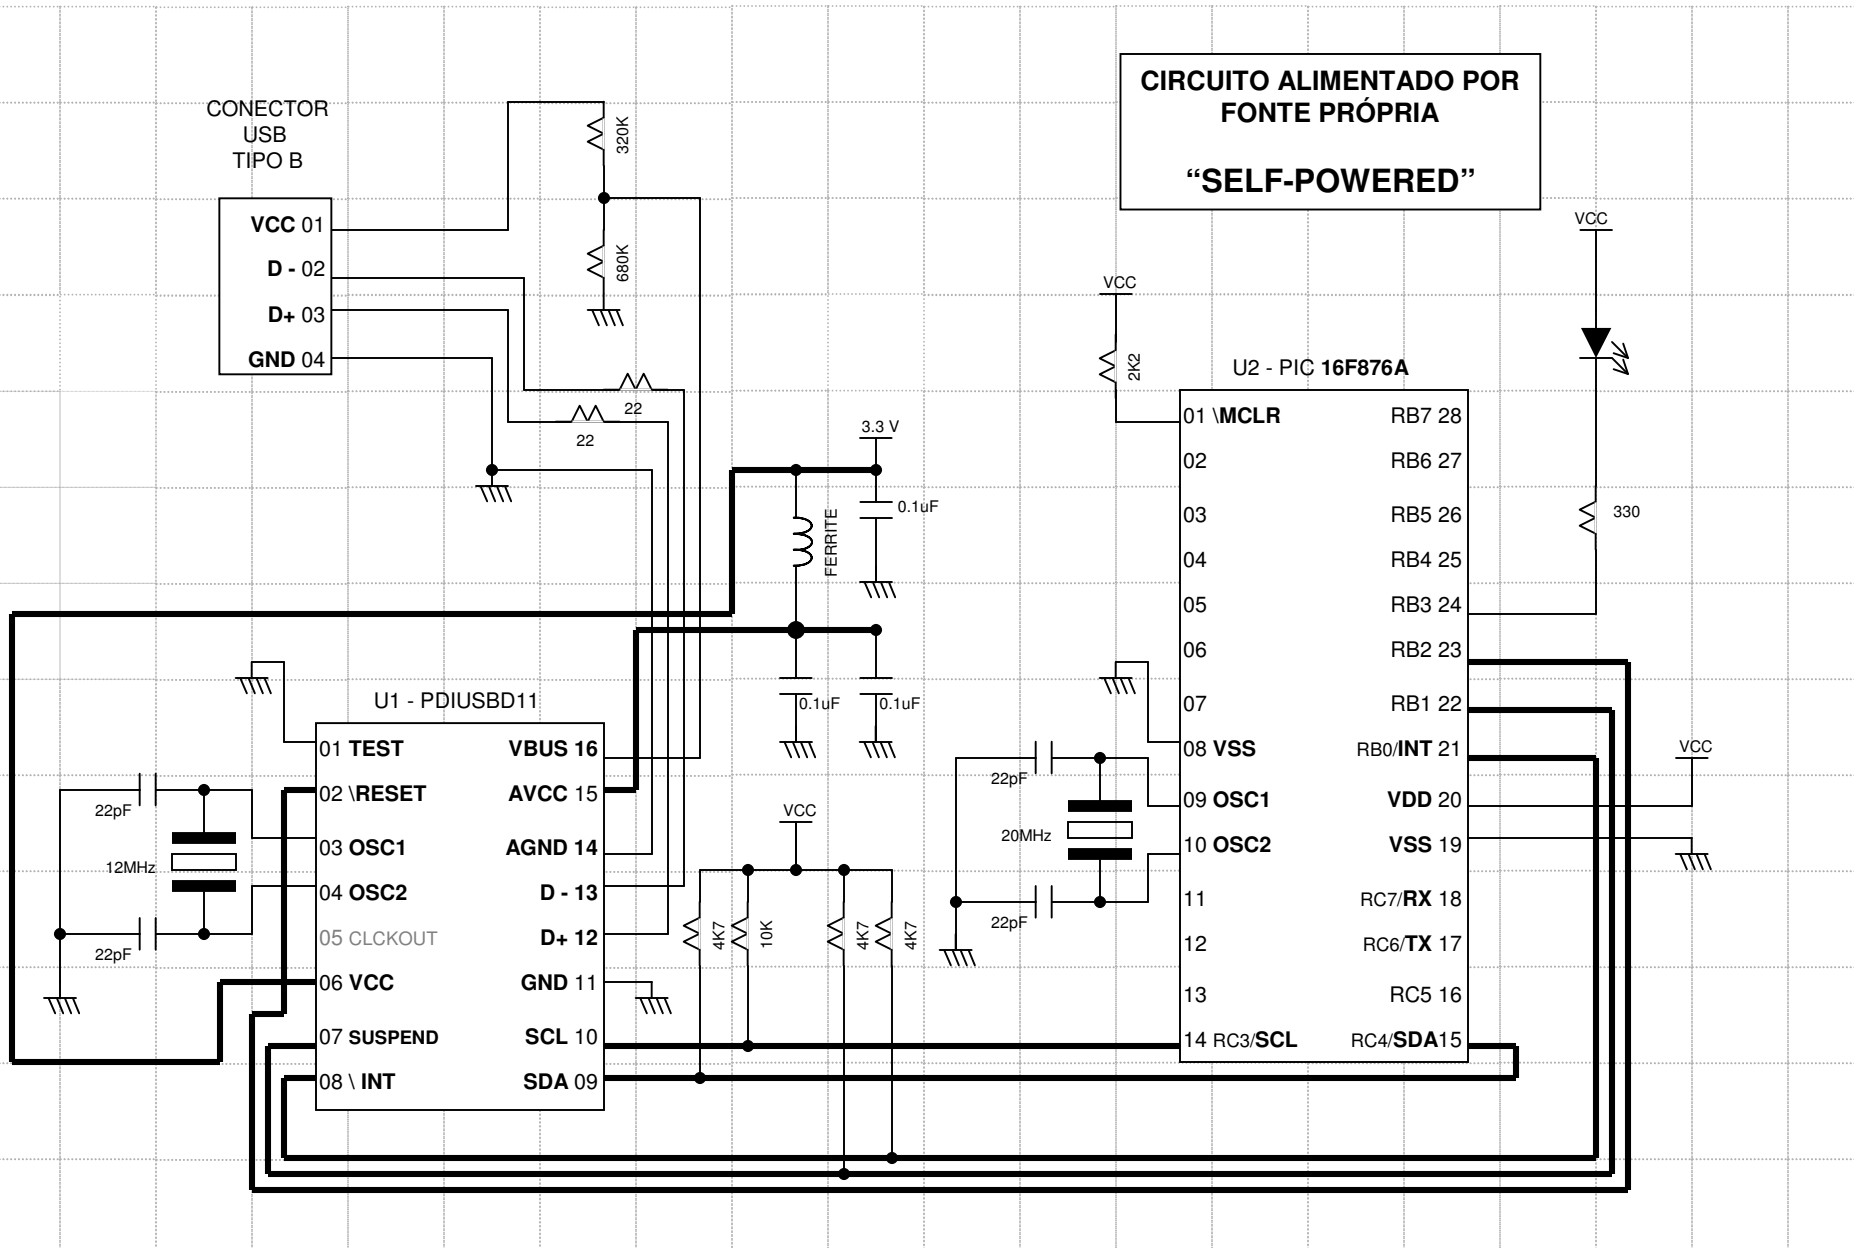 CIRCUITO ALIMENTADO POR
FONTE PRÓPRIA
“SELF-POWERED”
CONECTOR
USB
TIPO B
VCC 01
D - 02
D+ 03
GND 04
320K
680K
22
22
3.3 V
0.1uF
FERRITE
0.1uF
0.1uF
U1 - PDIUSBD11
01 TEST
02 \RESET
03 OSC1
04 OSC2
05 CLCKOUT
06 VCC
07 SUSPEND
08 \ INT
VBUS 16
AVCC 15
AGND 14
D - 13
D+ 12
GND 11
SCL 10
SDA 09
22pF
12MHz
22pF
VCC
4K7
10K
4K7
4K7
VCC
2K2
U2 - PIC 16F876A
01 \MCLR
02
03
04
05
06
07
08 VSS
09 OSC1
10 OSC2
11
12
13
14 RC3/SCL
RB7 28
RB6 27
RB5 26
RB4 25
RB3 24
RB2 23
RB1 22
RB0/INT 21
VDD 20
VSS 19
RC7/RX 18
RC6/TX 17
RC5 16
RC4/SDA15
22pF
20MHz
22pF
VCC
330
VCC